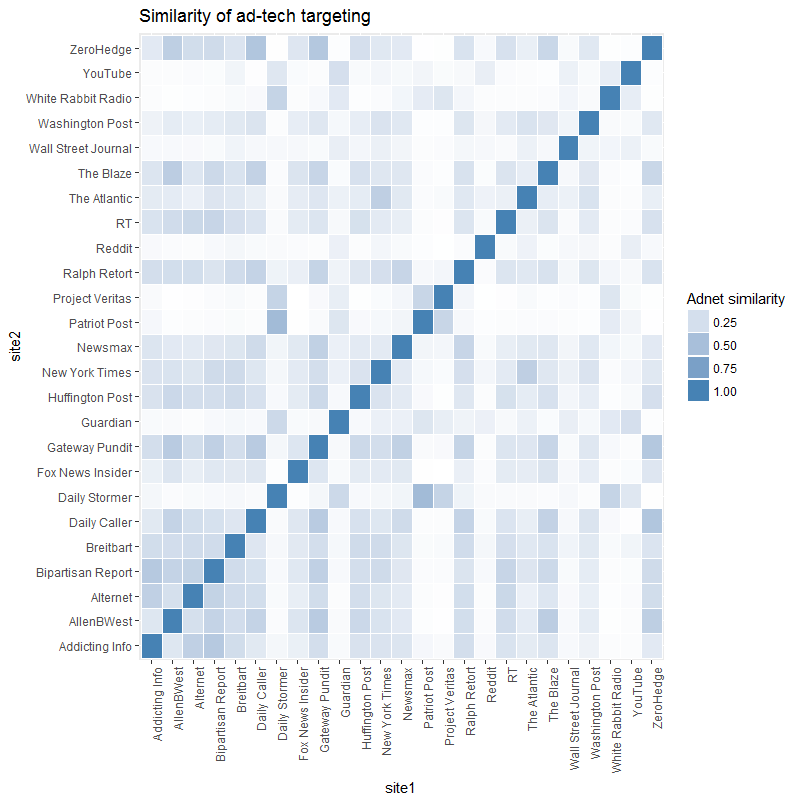 Similarity of ad-tech targeting
ZeroHedge
YouTube
White Rabbit Radio
Washington Post
Wall Street Journal
The Blaze
The Atlantic
RT
Reddit
Ralph Retort
Project Veritas
Patriot Post
Newsmax
New York Times
Huffington Post
Guardian
Gateway Pundit
Fox News Insider
Daily Stormer
Daily Caller
Breitbart
Bipartisan Report
Alternet
AllenBWest
Addicting Info
site2
Addicting Info
AllenBWest
Alternet
Bipartisan Report
Breitbart
Daily Caller
Daily Stormer
Fox News Insider
Gateway Pundit
Guardian
Huffington Post
New York Times
Newsmax
Patriot Post
Project Veritas
Ralph Retort
Reddit
RT
The Atlantic
The Blaze
Wall Street Journal
Washington Post
White Rabbit Radio
YouTube
ZeroHedge
site1
Adnet similarity
0.25
0.50
0.75
1.00